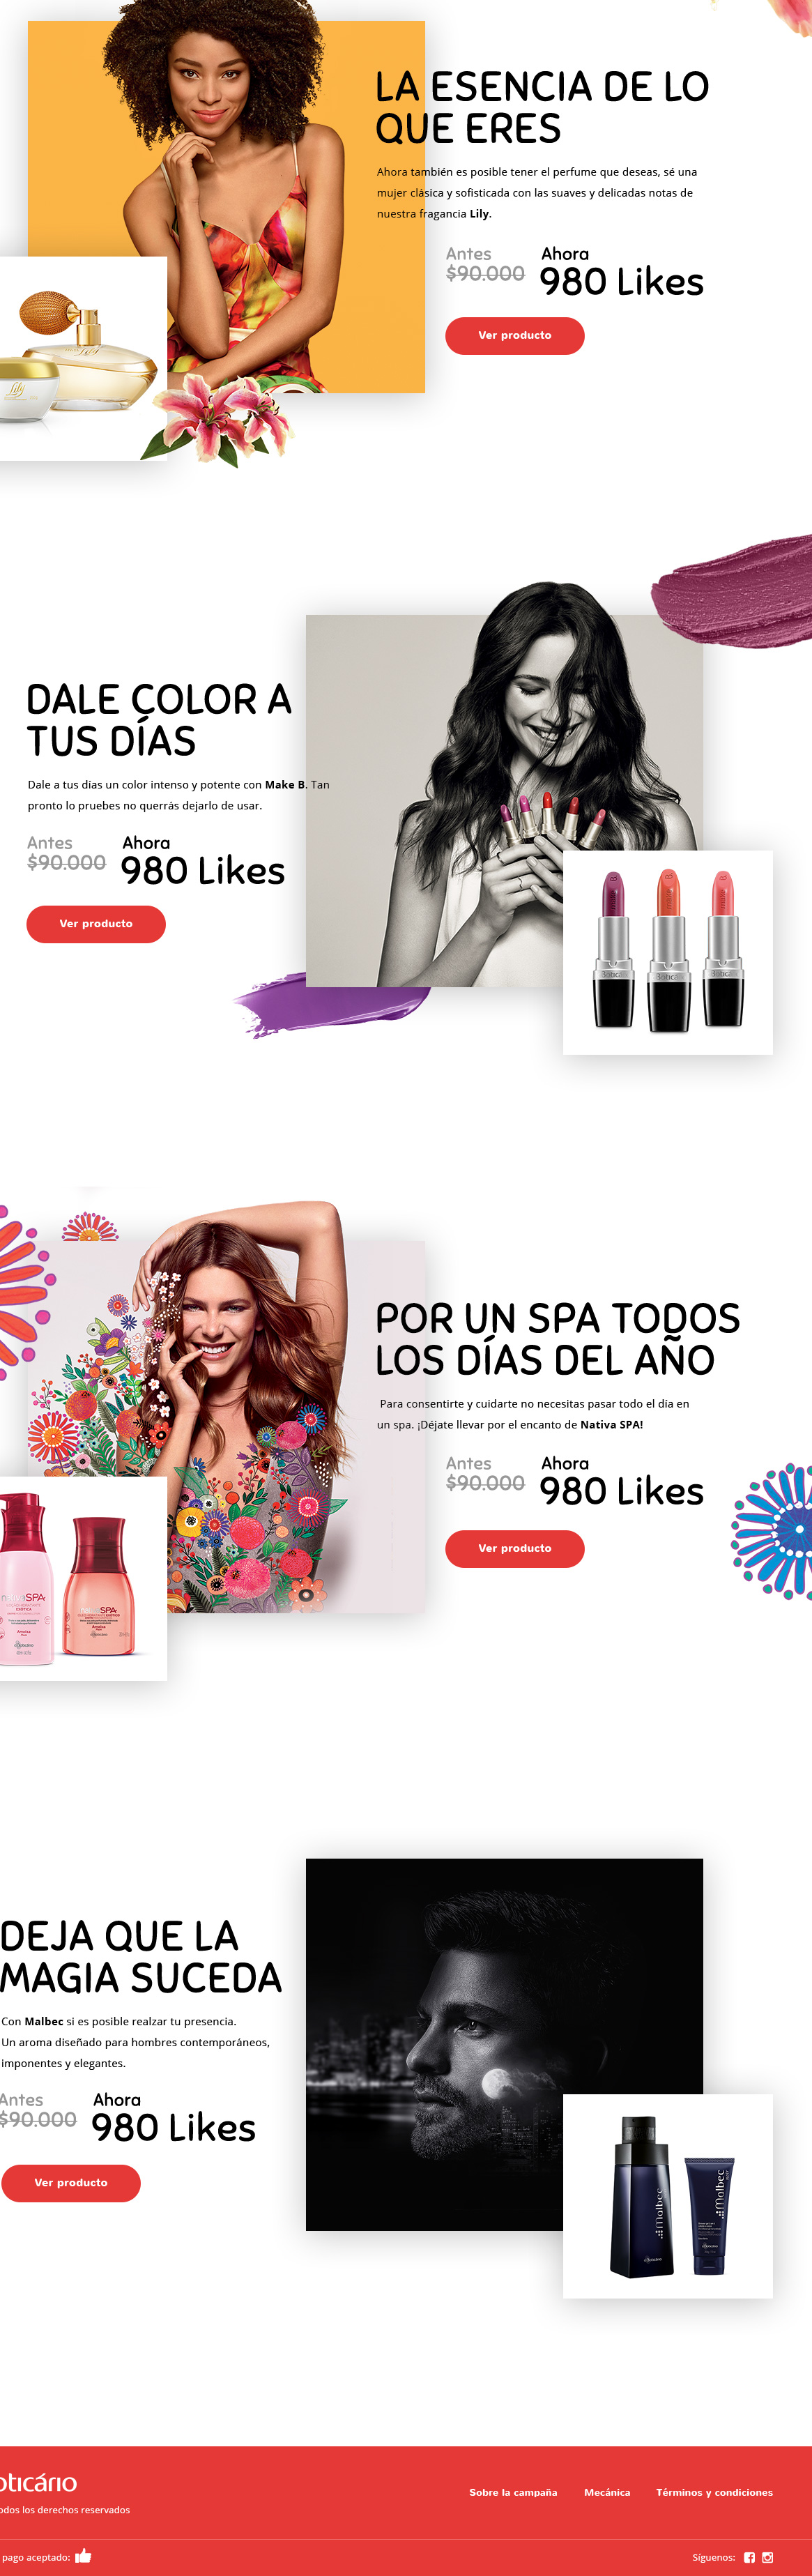 LA ESENCIA DE LO
QUE ERES
Ahora también es posible tener el perfume que deseas, sé una
mujer clásica y sofisticada con las suaves y delicadas notas de
nuestra fragancia Lily.
Antes Ahora
$90.000 980 Likes
Ver producto
Lily
Lily
DALE COLOR A
TUS DÍAS
Dale a tus días un color intenso y potente con Make B. Tan
pronto lo pruebes no querrás dejarlo de usar.
Antes Ahora
$90.000 980 Likes
Ver producto
POR UN SPA TODOS
LOS DÍAS DEL AÑO
Para consentirte y cuidarte no necesitas pasar todo el día en
un spa. ¡Déjate llevar por el encanto de Nativa SPA!
Antes Ahora
$90.000 980 Likes
Ver producto
SPA
SPA
Ameixa
Ameixa
DEJA QUE LA
MAGIA SUCEDA
Con Malbec si es posible realzar tu presencia.
Un aroma diseñado para hombres contemporáneos,
imponentes y elegantes.
Antes Ahora
$90.000 980 Likes
Ver producto
Malbec
Malbec
oticário
odos los derechos reservados
Sobre la campaña Mecánica Términos y condiciones
pago aceptado:
Síguenos: